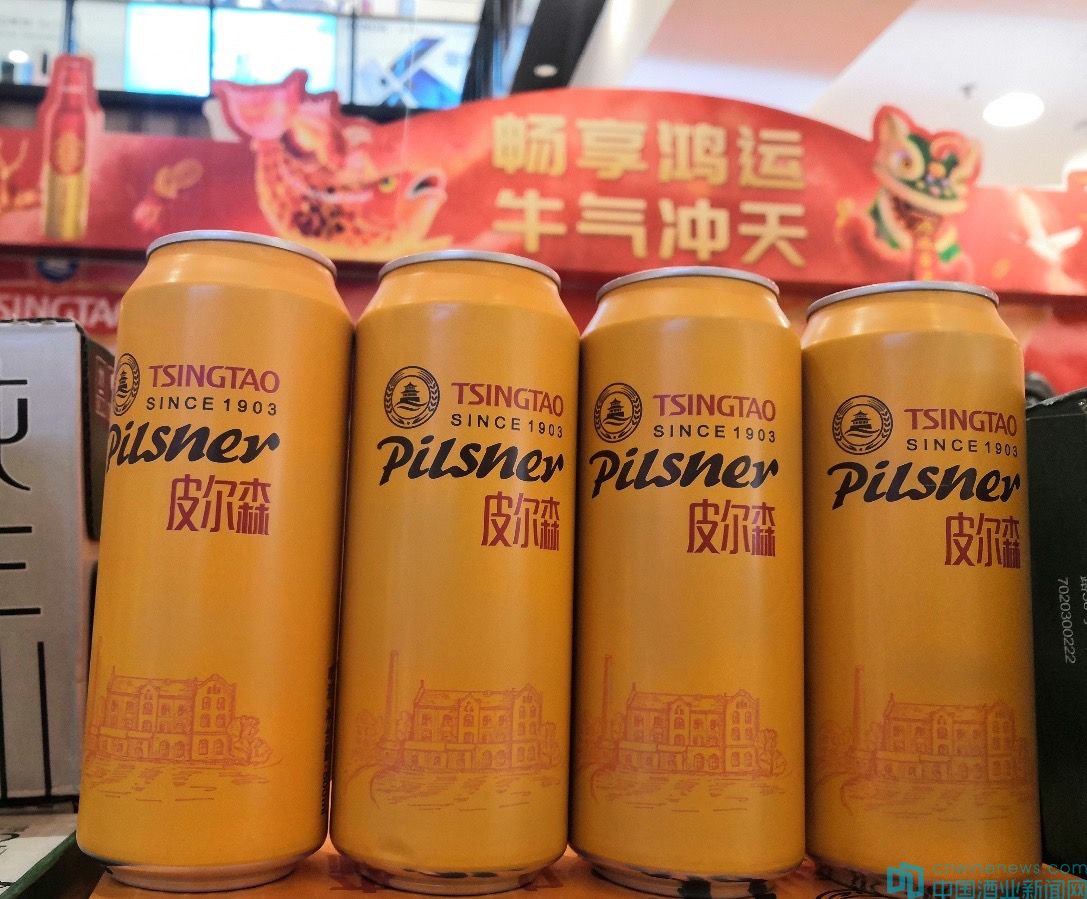 畅享鸿运
牛气冲天
TSINGTAO
TSINGTAO
SINCE 1903
Pilsner
皮尔森
TSINGTAO
SINCE 1903
Pilsner
皮尔森
TSINGTAO
SINCE 1903
Pilsner
皮尔森
TSINGTAO
SINCE 1903
Pilsner
皮尔森
7020300222
cnwinenews.com
中国酒业新闻网